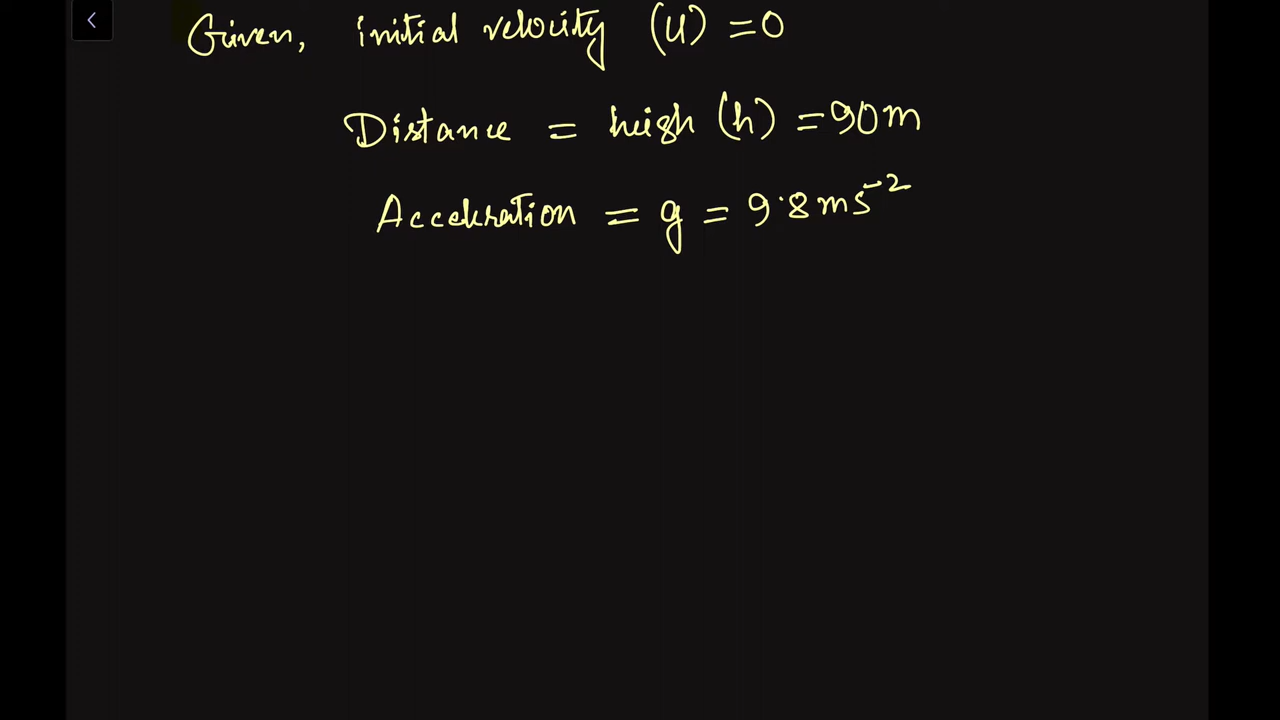 Given, initial velocity (u) = 0
Distance = heigh (h) = 90m
Acceleration = g = 9.8 ms⁻²